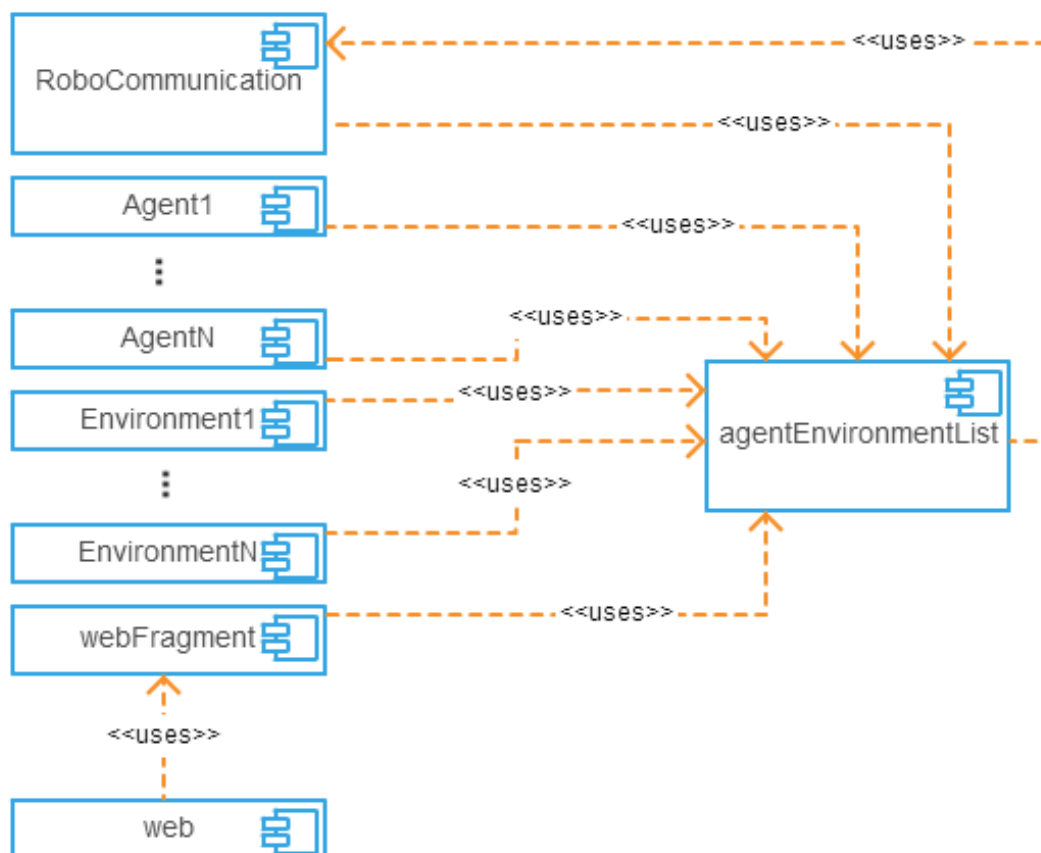 <<uses>>
RoboCommunication
<<uses>>
Agent1
<<uses>>
AgentN
<<uses>>
Environment1
<<uses>>
agentEnvironmentList
<<uses>>
EnvironmentN
<<uses>>
webFragment
<<uses>>
web